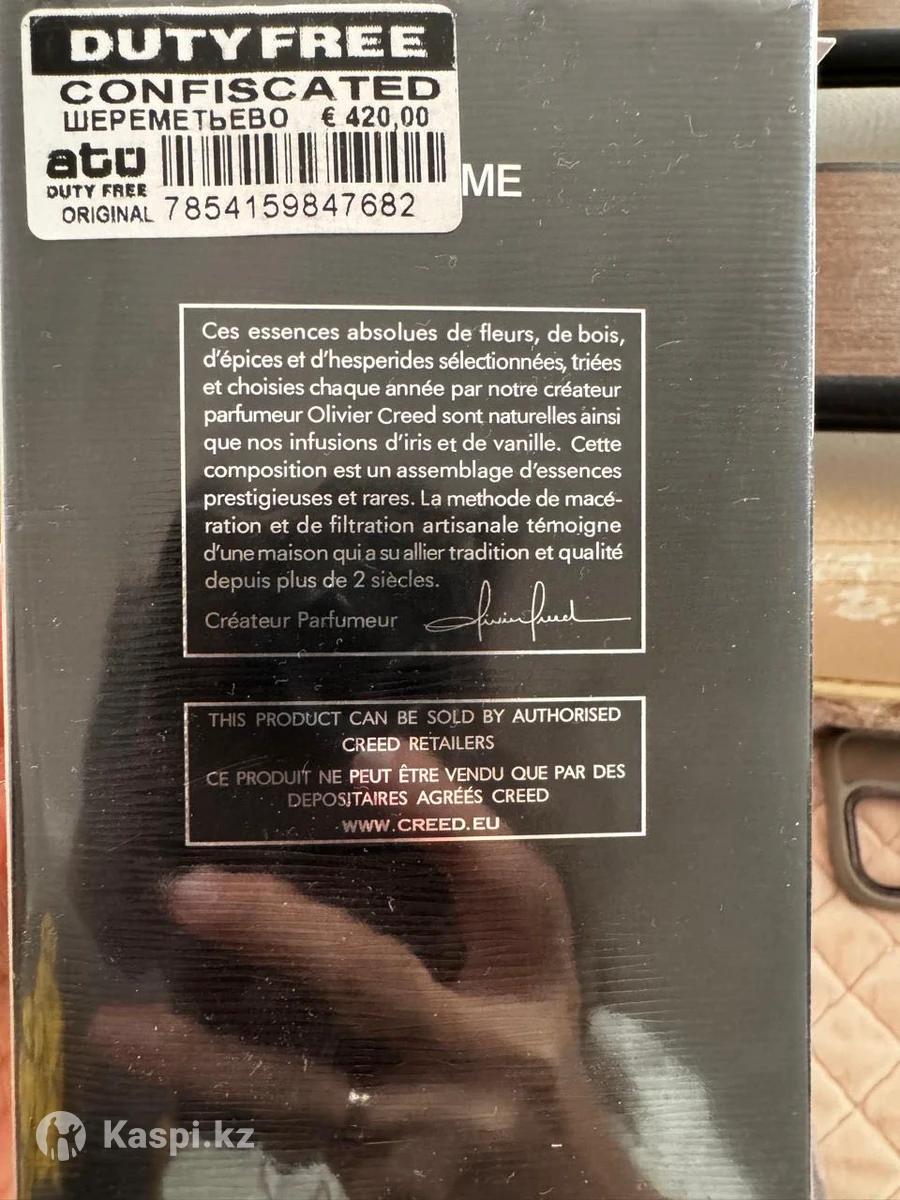 DUTY FREE
CONFISCATED
ШЕРЕМЕТЬЕВО € 420,00
atü
DUTY FREE
ORIGINAL 7854159847682
ME
Ces essences absolues de fleurs, de bois,
d'épices et d'hesperides sélectionnées, triées
et choisies chaque année par notre créateur
parfumeur Olivier Creed sont naturelles ainsi
que nos infusions d'iris et de vanille. Cette
composition est un assemblage d'essences
prestigieuses et rares. La methode de macé-
ration et de filtration artisanale témoigne
d'une maison qui a su allier tradition et qualité
depuis plus de 2 siècles.
Créateur Parfumeur Olivier Creed
THIS PRODUCT CAN BE SOLD BY AUTHORISED
CREED RETAILERS
CE PRODUIT NE PEUT ÊTRE VENDU QUE PAR DES
DEPOSITAIRES AGRÉÉS CREED
WWW.CREED.EU
Kaspi.kz